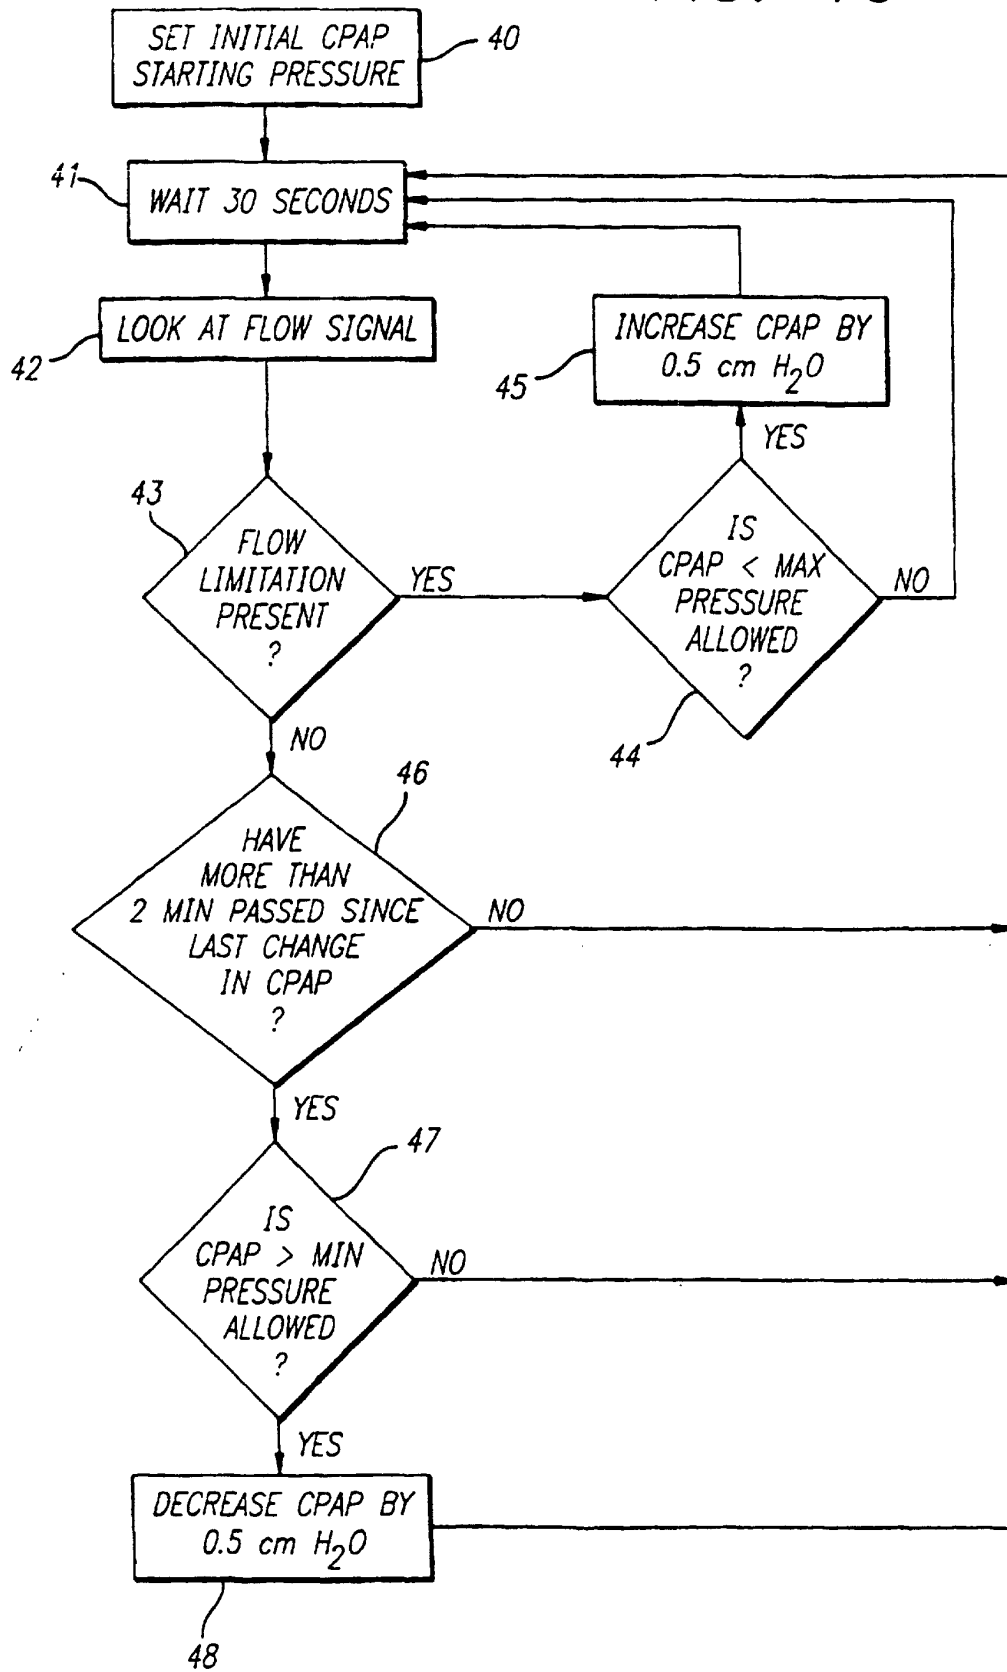 SET INITIAL CPAP
STARTING PRESSURE
40
41
WAIT 30 SECONDS
LOOK AT FLOW SIGNAL
42
INCREASE CPAP BY
0.5 cm H2O
45
YES
43
FLOW
LIMITATION
PRESENT
?
YES
IS
CPAP < MAX
PRESSURE
ALLOWED
?
NO
44
NO
46
HAVE
MORE THAN
2 MIN PASSED SINCE
LAST CHANGE
IN CPAP
?
NO
YES
47
IS
CPAP > MIN
PRESSURE
ALLOWED
?
NO
YES
DECREASE CPAP BY
0.5 cm H2O
48